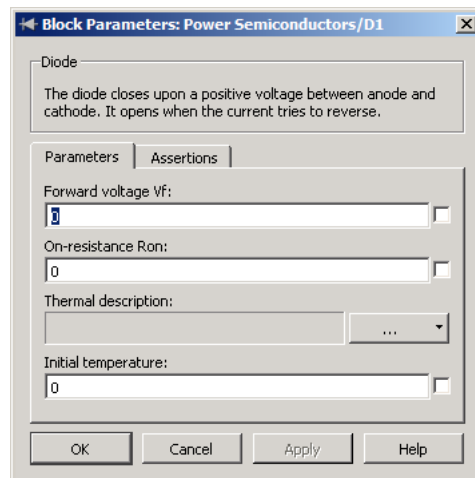 Block Parameters: Power Semiconductors/D1
Diode
The diode closes upon a positive voltage between anode and
cathode. It opens when the current tries to reverse.
Parameters
Assertions
Forward voltage Vf:
0
On-resistance Ron:
0
Thermal description:
...
Initial temperature:
0
OK
Cancel
Apply
Help